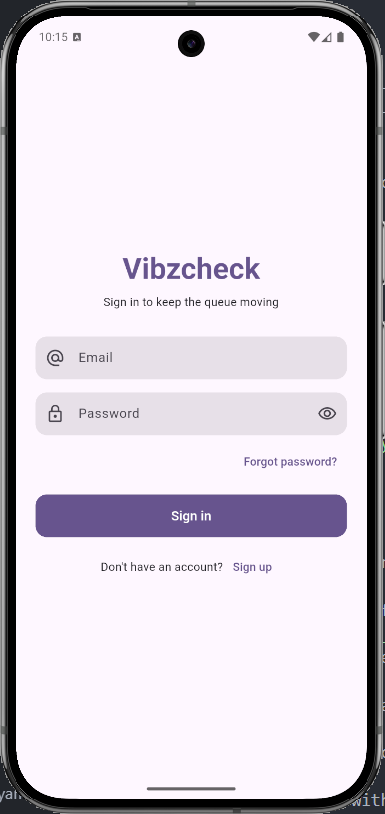 10:15
Vibzcheck
Sign in to keep the queue moving
Email
Password
Forgot password?
Sign in
Don't have an account? Sign up
with